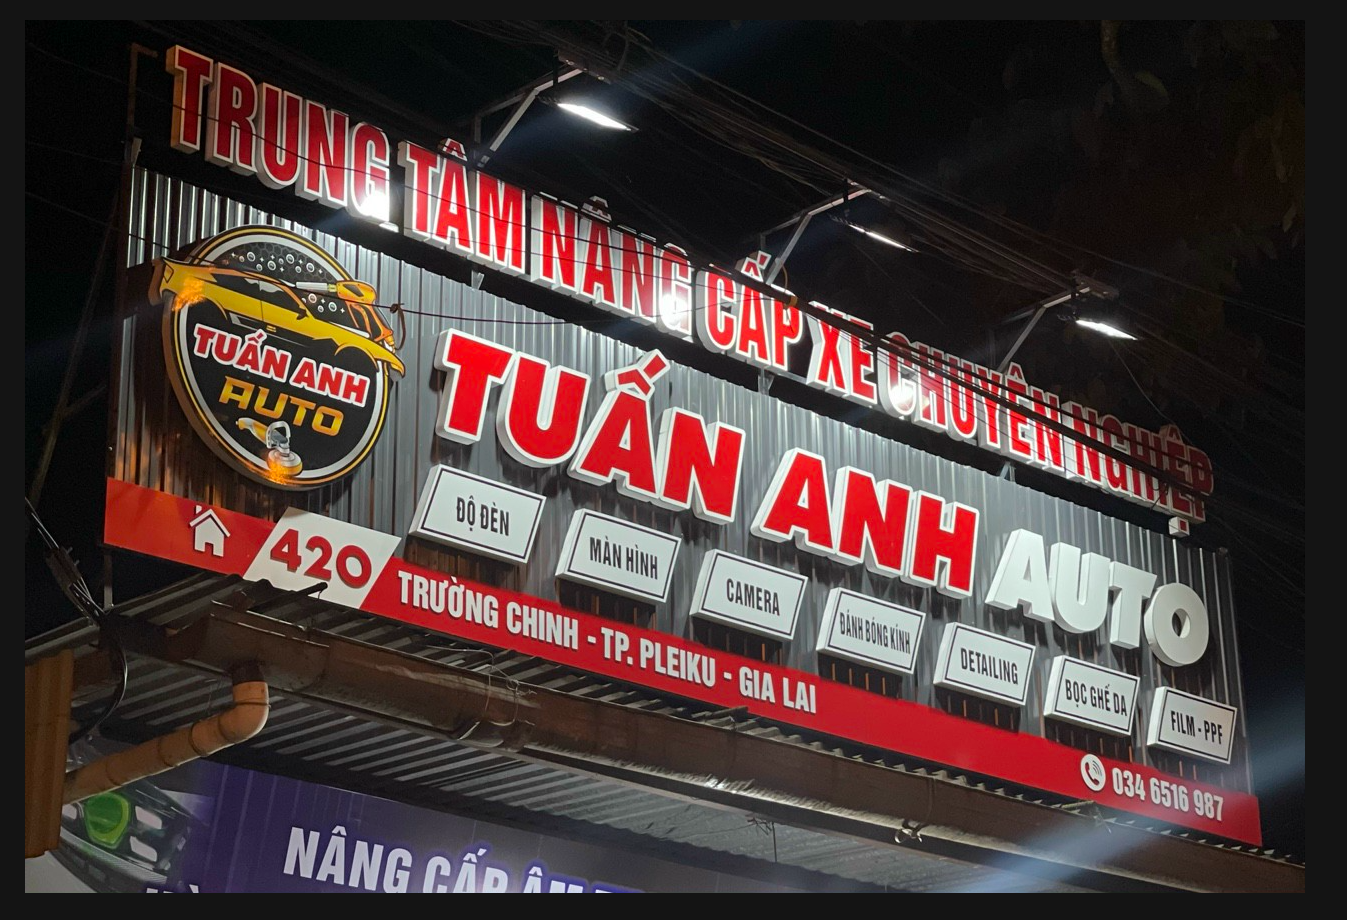 TRUNG TÂM NÂNG CẤP XE CHUYÊN NGHIỆP
TUẤN ANH
AUTO
TUẤN ANH AUTO
ĐỘ ĐÈN
MÀN HÌNH
CAMERA
ĐÁNH BÓNG KÍNH
DETAILING
BỌC GHẾ DA
FILM - PPF
420 TRƯỜNG CHINH - TP. PLEIKU - GIA LAI
034 6516 987
NÂNG CẤP ÂM